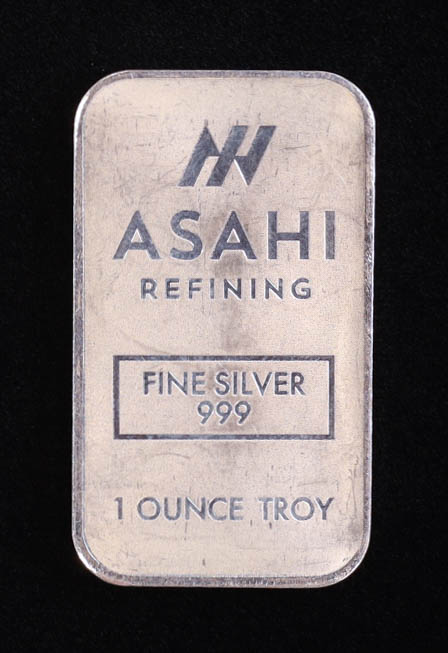 ASAHI
REFINING
FINE SILVER
999
1 OUNCE TROY